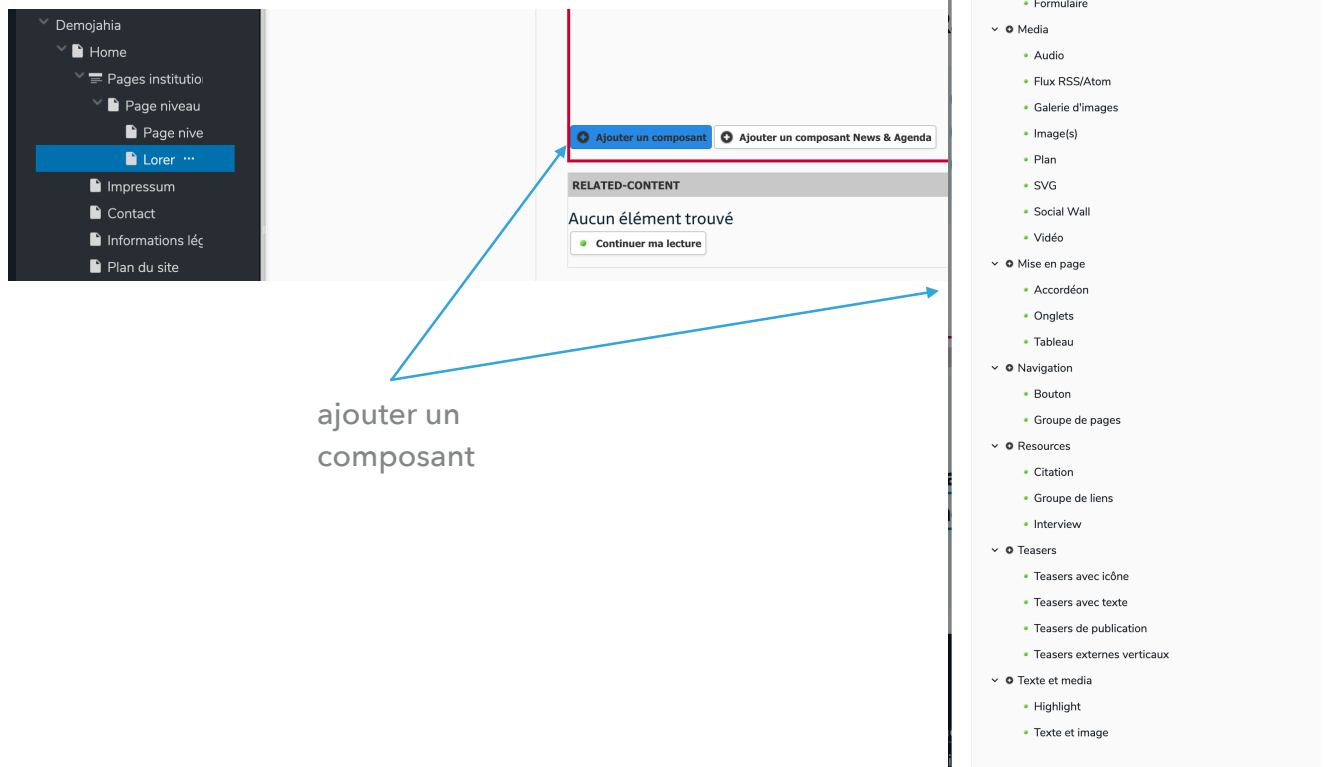 Demojahia
Home
Pages institutio
Page niveau
Page nive
Lorer ···
Impressum
Contact
Informations lég
Plan du site
Ajouter un composant
Ajouter un composant News & Agenda
RELATED-CONTENT
Aucun élément trouvé
Continuer ma lecture
ajouter un
composant
Formulaire
Media
Audio
Flux RSS/Atom
Galerie d'images
Image(s)
Plan
SVG
Social Wall
Vidéo
Mise en page
Accordéon
Onglets
Tableau
Navigation
Bouton
Groupe de pages
Resources
Citation
Groupe de liens
Interview
Teasers
Teasers avec icône
Teasers avec texte
Teasers de publication
Teasers externes verticaux
Texte et media
Highlight
Texte et image